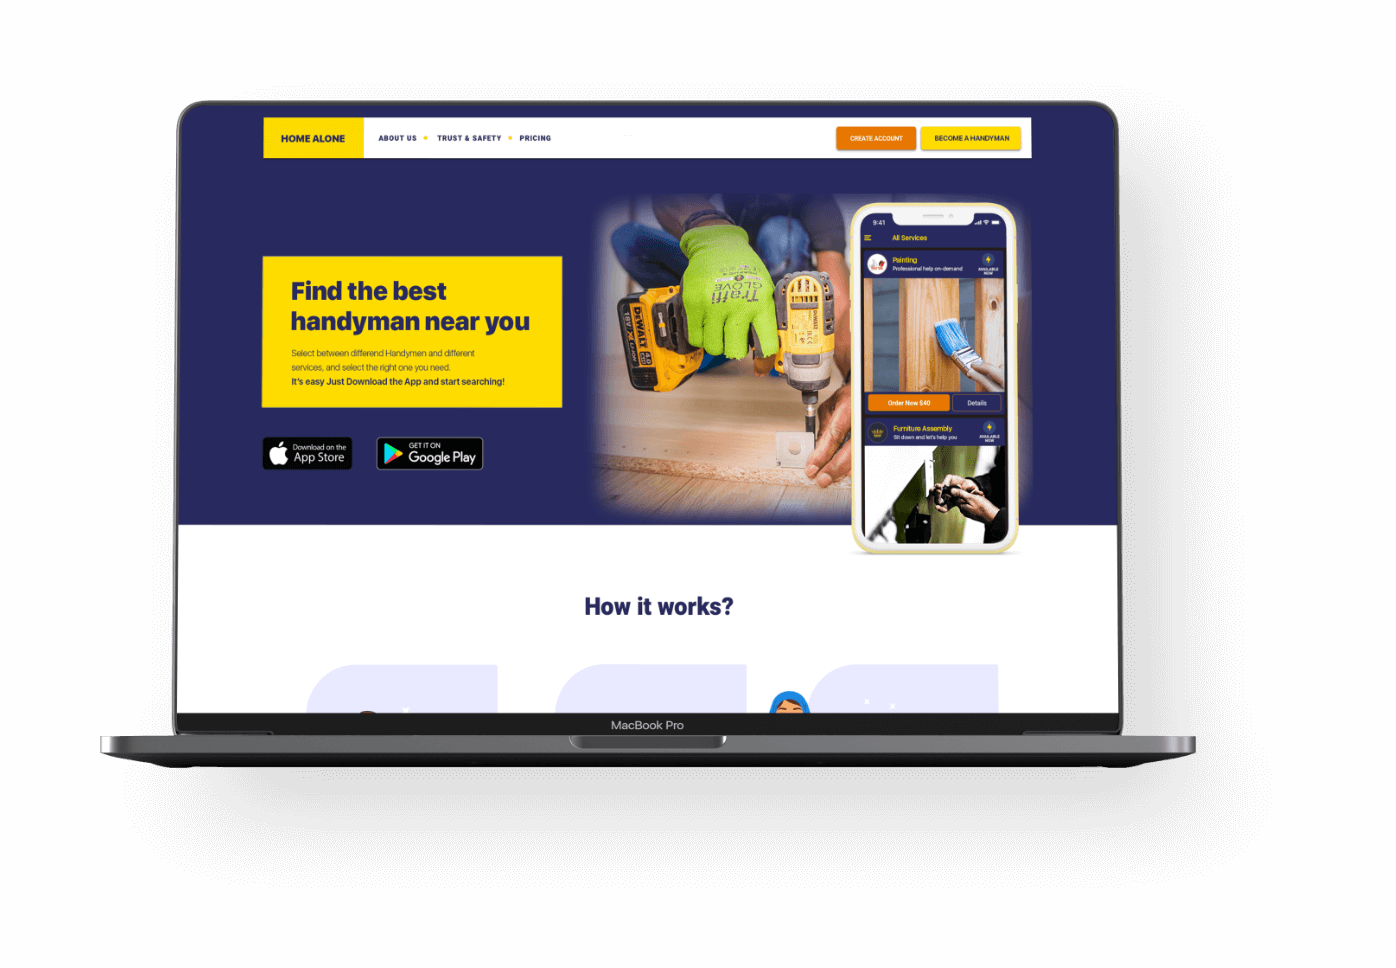 HOME ALONE
ABOUT US
TRUST & SAFETY
PRICING
CREATE ACCOUNT
BECOME A HANDYMAN
Find the best
handyman near you
Select between differend Handymen and different
services, and select the right one you need.
It's easy Just Download the App and start searching!
Download on the
App Store
GET IT ON
Google Play
Traffi
GLOVE
DEWALT
9:41
All Services
Painting
Professional help on-demand
AVAILABLE
NOW
Order New $40
Details
Furniture Assembly
Sit down and let's help you
AVAILABLE
NOW
How it works?
MacBook Pro